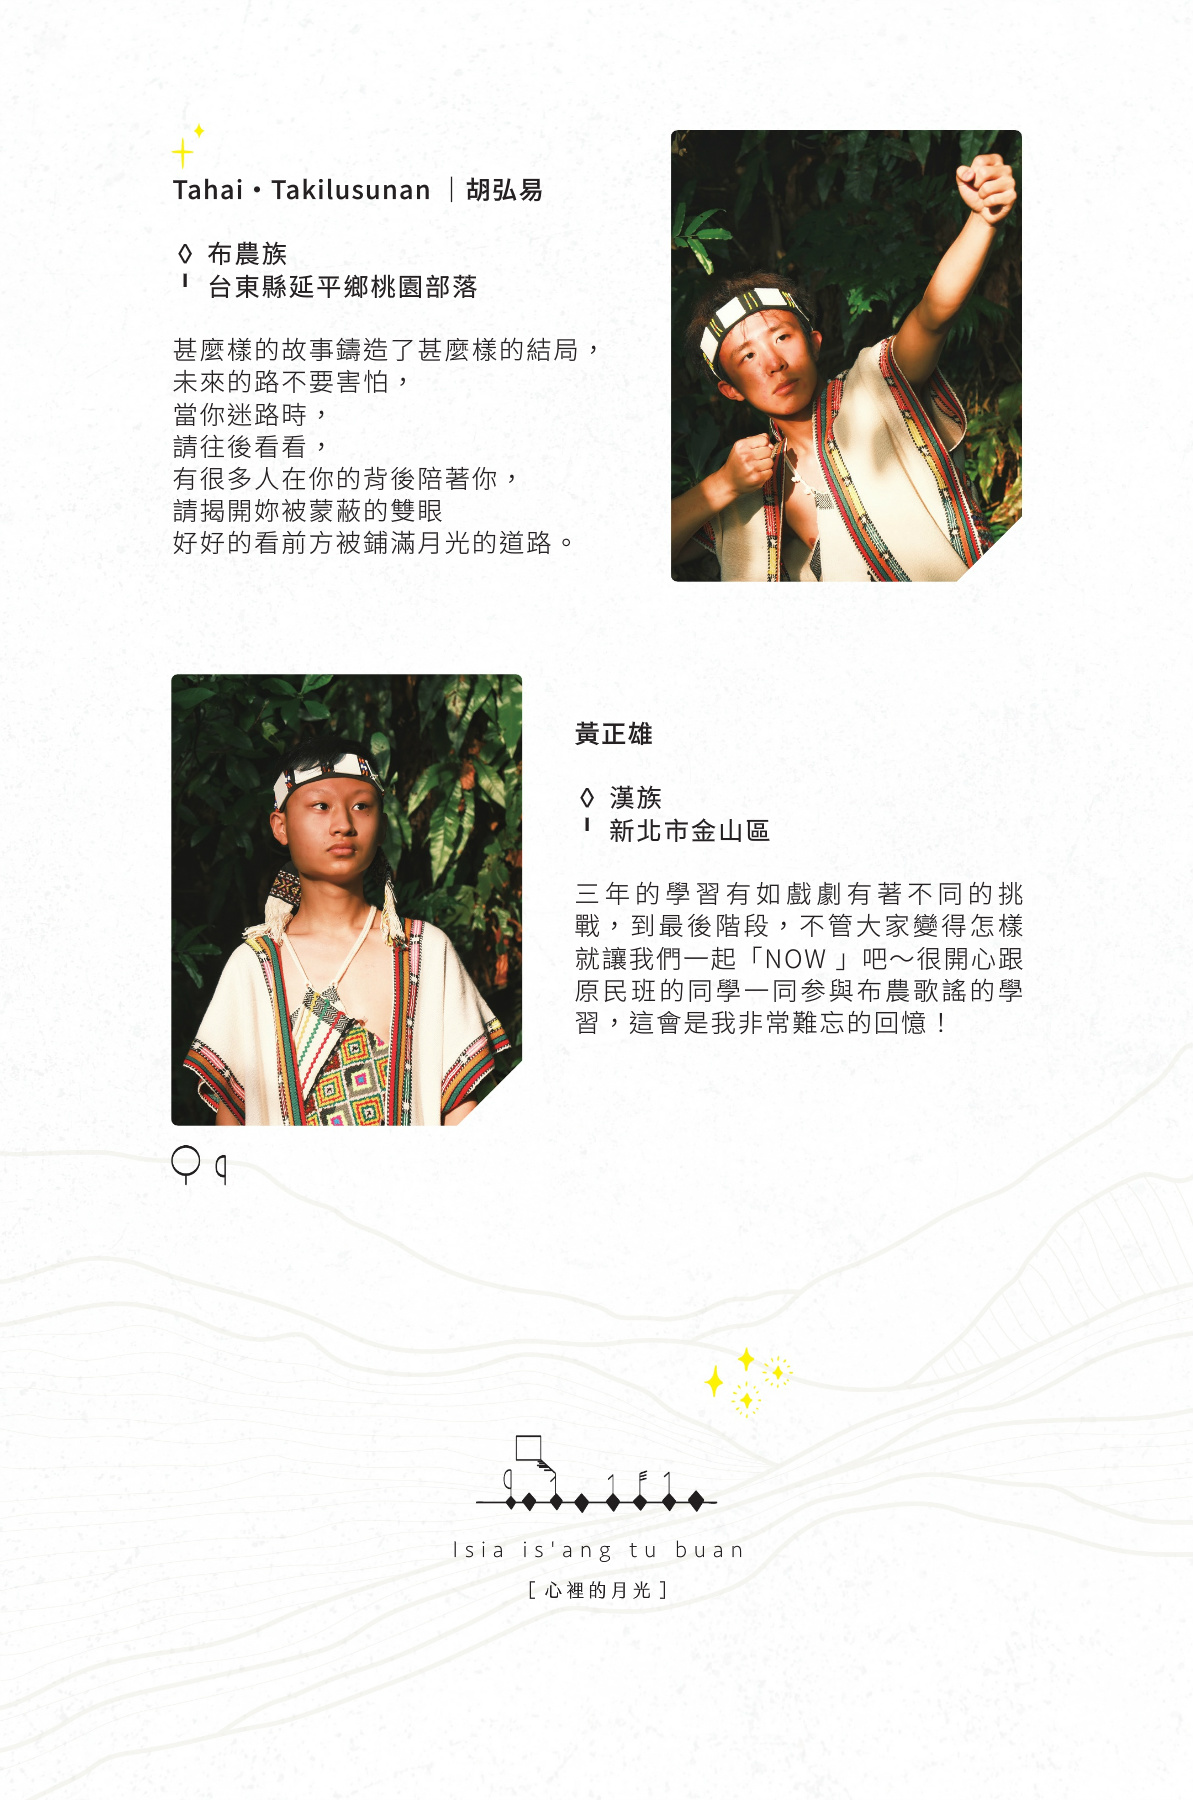 Tahai•Takilusunan｜胡弘易
布農族
台東縣延平鄉桃園部落
甚麼樣的故事鑄造了甚麼樣的結局，
未來的路不要害怕，
當你迷路時，
請往後看看，
有很多人在你的背後陪著你，
請揭開妳被蒙蔽的雙眼
好好的看前方被鋪滿月光的道路。
黃正雄
漢族
新北市金山區
三年的學習有如戲劇有著不同的挑
戰，到最後階段，不管大家變得怎樣
就讓我們一起「NOW」吧～很開心跟
原民班的同學一同參與布農歌謠的學
習，這會是我非常難忘的回憶！
Isia is'ang tu buan
［心裡的月光］